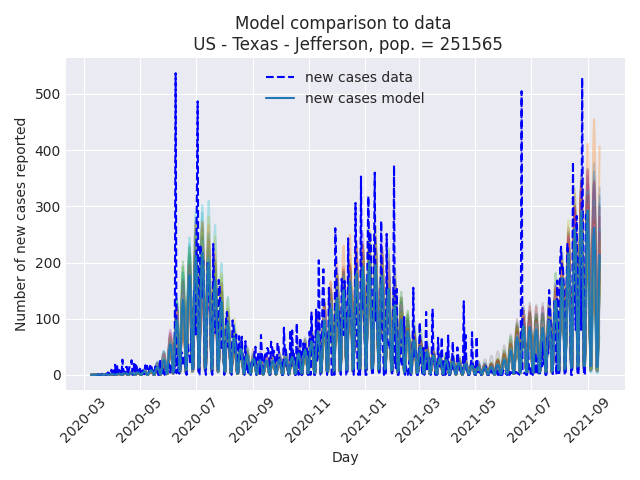 Model comparison to data
US - Texas - Jefferson, pop. = 251565
new cases data
new cases model
Number of new cases reported
500
400
300
200
100
0
2020-03
2020-05
2020-07
2020-09
2020-11
2021-01
2021-03
2021-05
2021-07
2021-09
Day